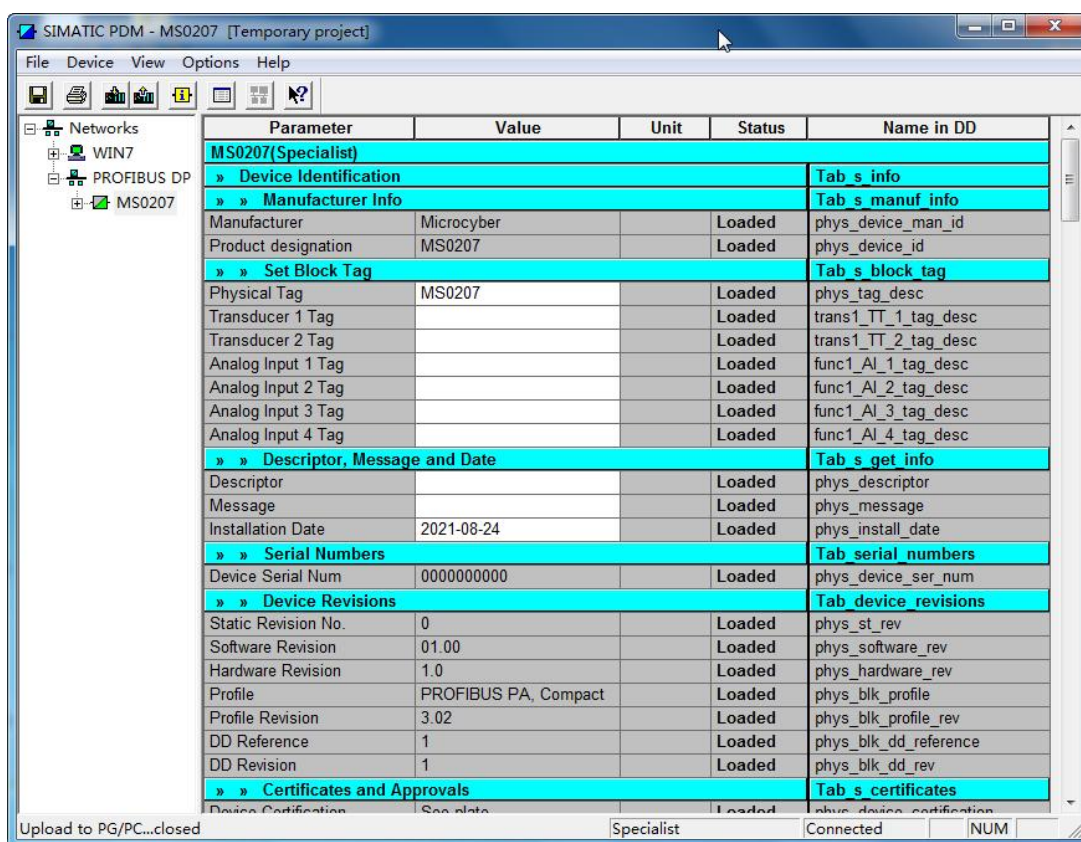 SIMATIC PDM - MS0207 [Temporary project]
File Device View Options Help
Networks
WIN7
PROFIBUS DP
MS0207
Parameter Value Unit Status Name in DD
MS0207(Specialist)
» Device Identification Tab_s_info
» » Manufacturer Info Tab_s_manuf_info
Manufacturer Microcyber Loaded phys_device_man_id
Product designation MS0207 Loaded phys_device_id
» » Set Block Tag Tab_s_block_tag
Physical Tag MS0207 Loaded phys_tag_desc
Transducer 1 Tag Loaded trans1_TT_1_tag_desc
Transducer 2 Tag Loaded trans1_TT_2_tag_desc
Analog Input 1 Tag Loaded func1_AI_1_tag_desc
Analog Input 2 Tag Loaded func1_AI_2_tag_desc
Analog Input 3 Tag Loaded func1_AI_3_tag_desc
Analog Input 4 Tag Loaded func1_AI_4_tag_desc
» » Descriptor, Message and Date Tab_s_get_info
Descriptor Loaded phys_descriptor
Message Loaded phys_message
Installation Date 2021-08-24 Loaded phys_install_date
» » Serial Numbers Tab_serial_numbers
Device Serial Num 0000000000 Loaded phys_device_ser_num
» » Device Revisions Tab_device_revisions
Static Revision No. 0 Loaded phys_st_rev
Software Revision 01.00 Loaded phys_software_rev
Hardware Revision 1.0 Loaded phys_hardware_rev
Profile PROFIBUS PA, Compact Loaded phys_blk_profile
Profile Revision 3.02 Loaded phys_blk_profile_rev
DD Reference 1 Loaded phys_blk_dd_reference
DD Revision 1 Loaded phys_blk_dd_rev
» » Certificates and Approvals Tab_s_certificates
Device Certification See plate Loaded phys_device_certification
Upload to PG/PC...closed Specialist Connected NUM